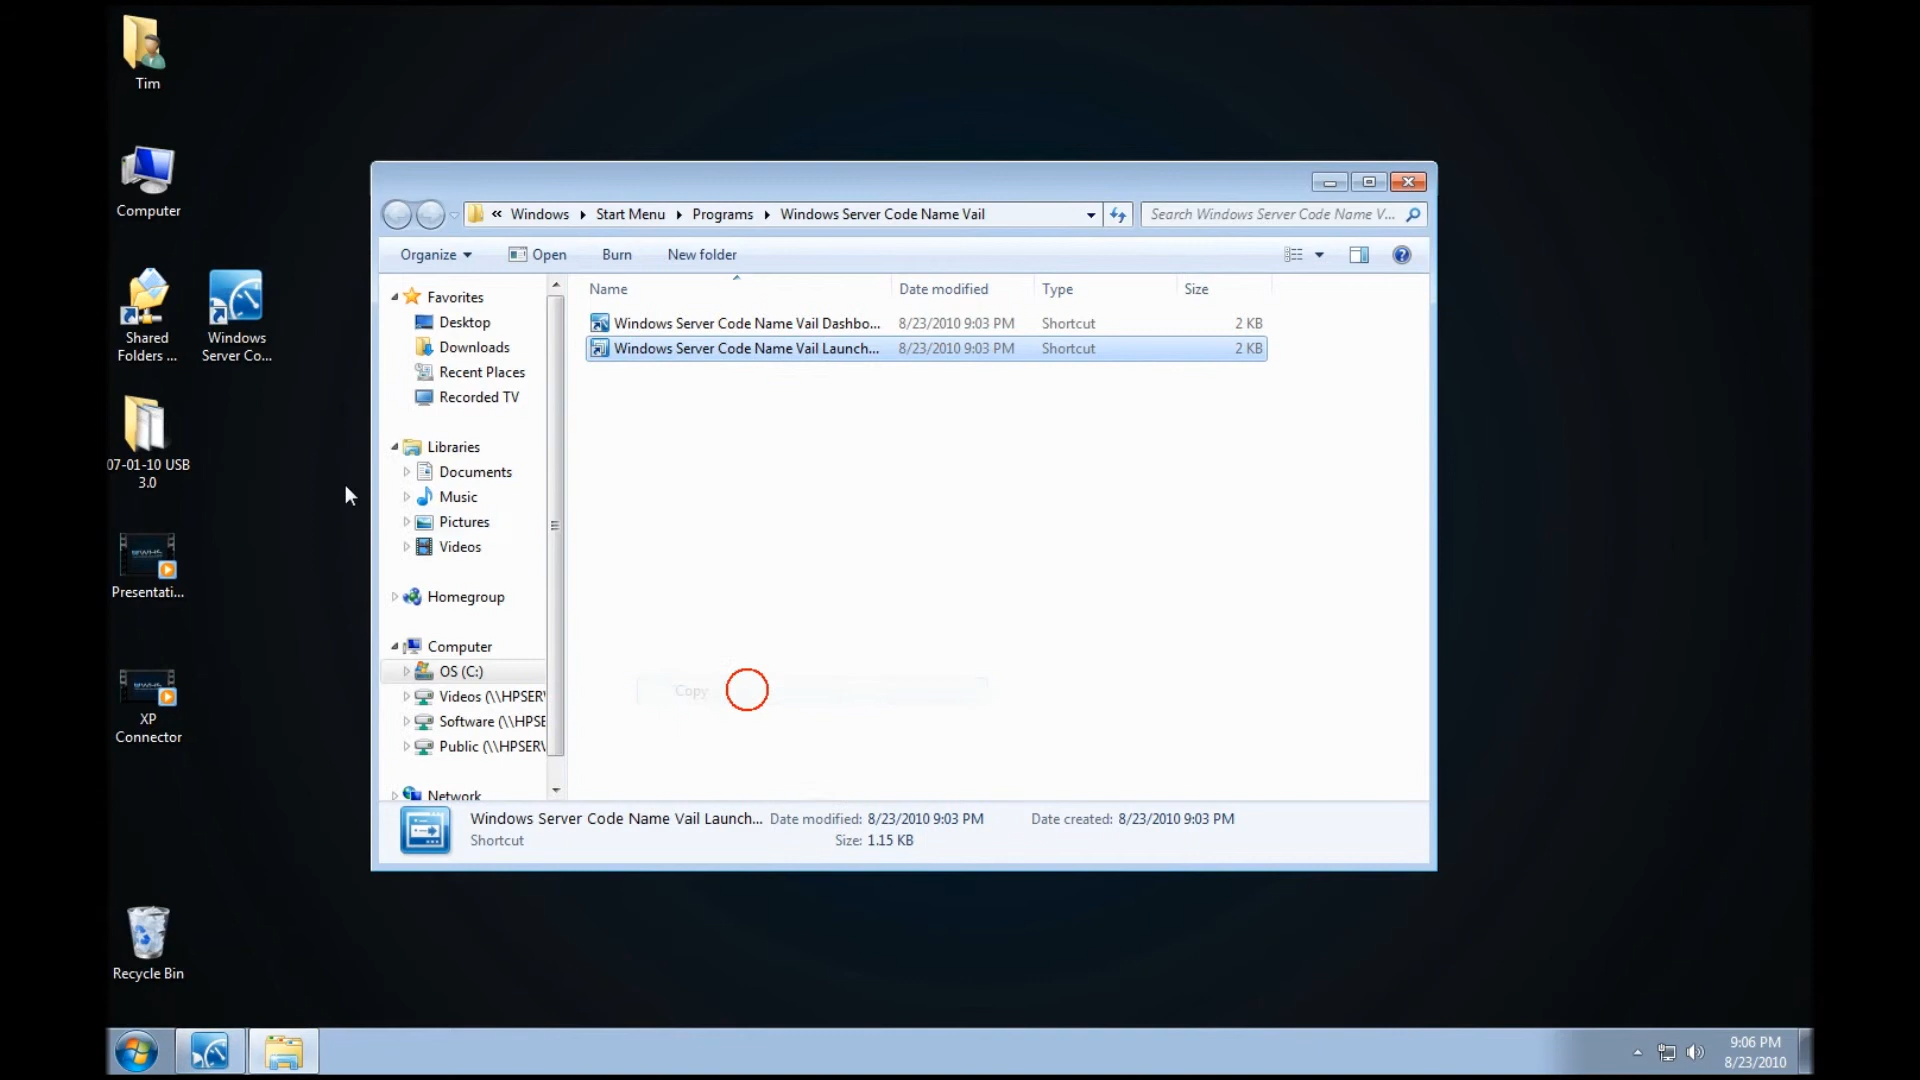 Tim
Computer
Shared
Folders ...
Windows
Server Co...
07-01-10 USB
3.0
Presentati...
XP
Connector
Recycle Bin
« Windows Start Menu Programs Windows Server Code Name Vail
Search Windows Server Code Name V...
Organize Open Burn New folder
Name Date modified Type Size
Windows Server Code Name Vail Dashbo... 8/23/2010 9:03 PM Shortcut 2 KB
Windows Server Code Name Vail Launch... 8/23/2010 9:03 PM Shortcut 2 KB
Favorites
Desktop
Downloads
Recent Places
Recorded TV
Libraries
Documents
Music
Pictures
Videos
Homegroup
Computer
OS (C:)
Videos (\\HPSERV
Software (\\HPSE
Public (\\HPSERV
Network
Copy
Windows Server Code Name Vail Launch... Date modified: 8/23/2010 9:03 PM Date created: 8/23/2010 9:03 PM
Shortcut Size: 1.15 KB
9:06 PM
8/23/2010